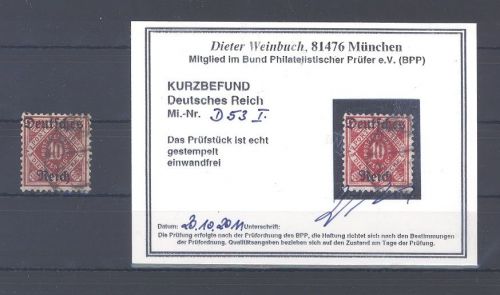 Deutsches
10
Reich
Dieter Weinbuch, 81476 München
Mitglied im Bund Philatelistischer Prüfer e.V. (BPP)
KURZBEFUND
Deutsches Reich
Mi.-Nr. D 53 I.
Das Prüfstück ist echt
gestempelt
einwandfrei
Deutsches
10
Reich
Datum: 20.10.2011 Unterschrift:
Die Prüfung erfolgte nach der Prüfordnung des BPP, die Haftung richtet sich nach den Bestimmungen
der Prüfordnung. Qualitätsangaben beziehen sich auf den Zustand am Tage der Prüfung.